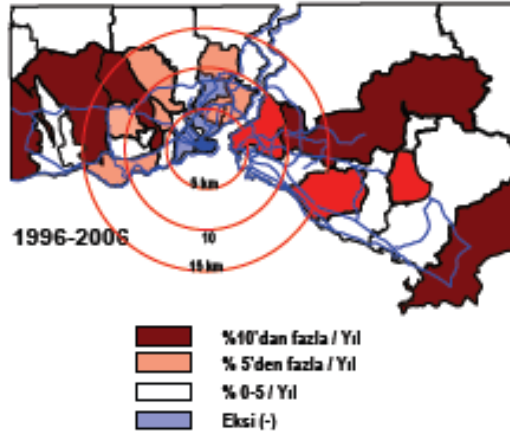 5 km
1996-2006
10
15 km
%10'dan fazla / Yıl
% 5'den fazla / Yıl
% 0-5 / Yıl
Eksi (-)